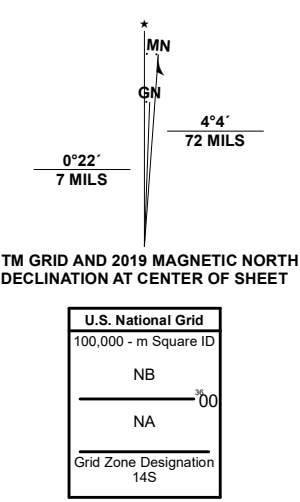 ★
MN
GN
4°4´
72 MILS
0°22´
7 MILS
TM GRID AND 2019 MAGNETIC NORTH
DECLINATION AT CENTER OF SHEET
U.S. National Grid
100,000 - m Square ID
NB
3600
NA
Grid Zone Designation
14S